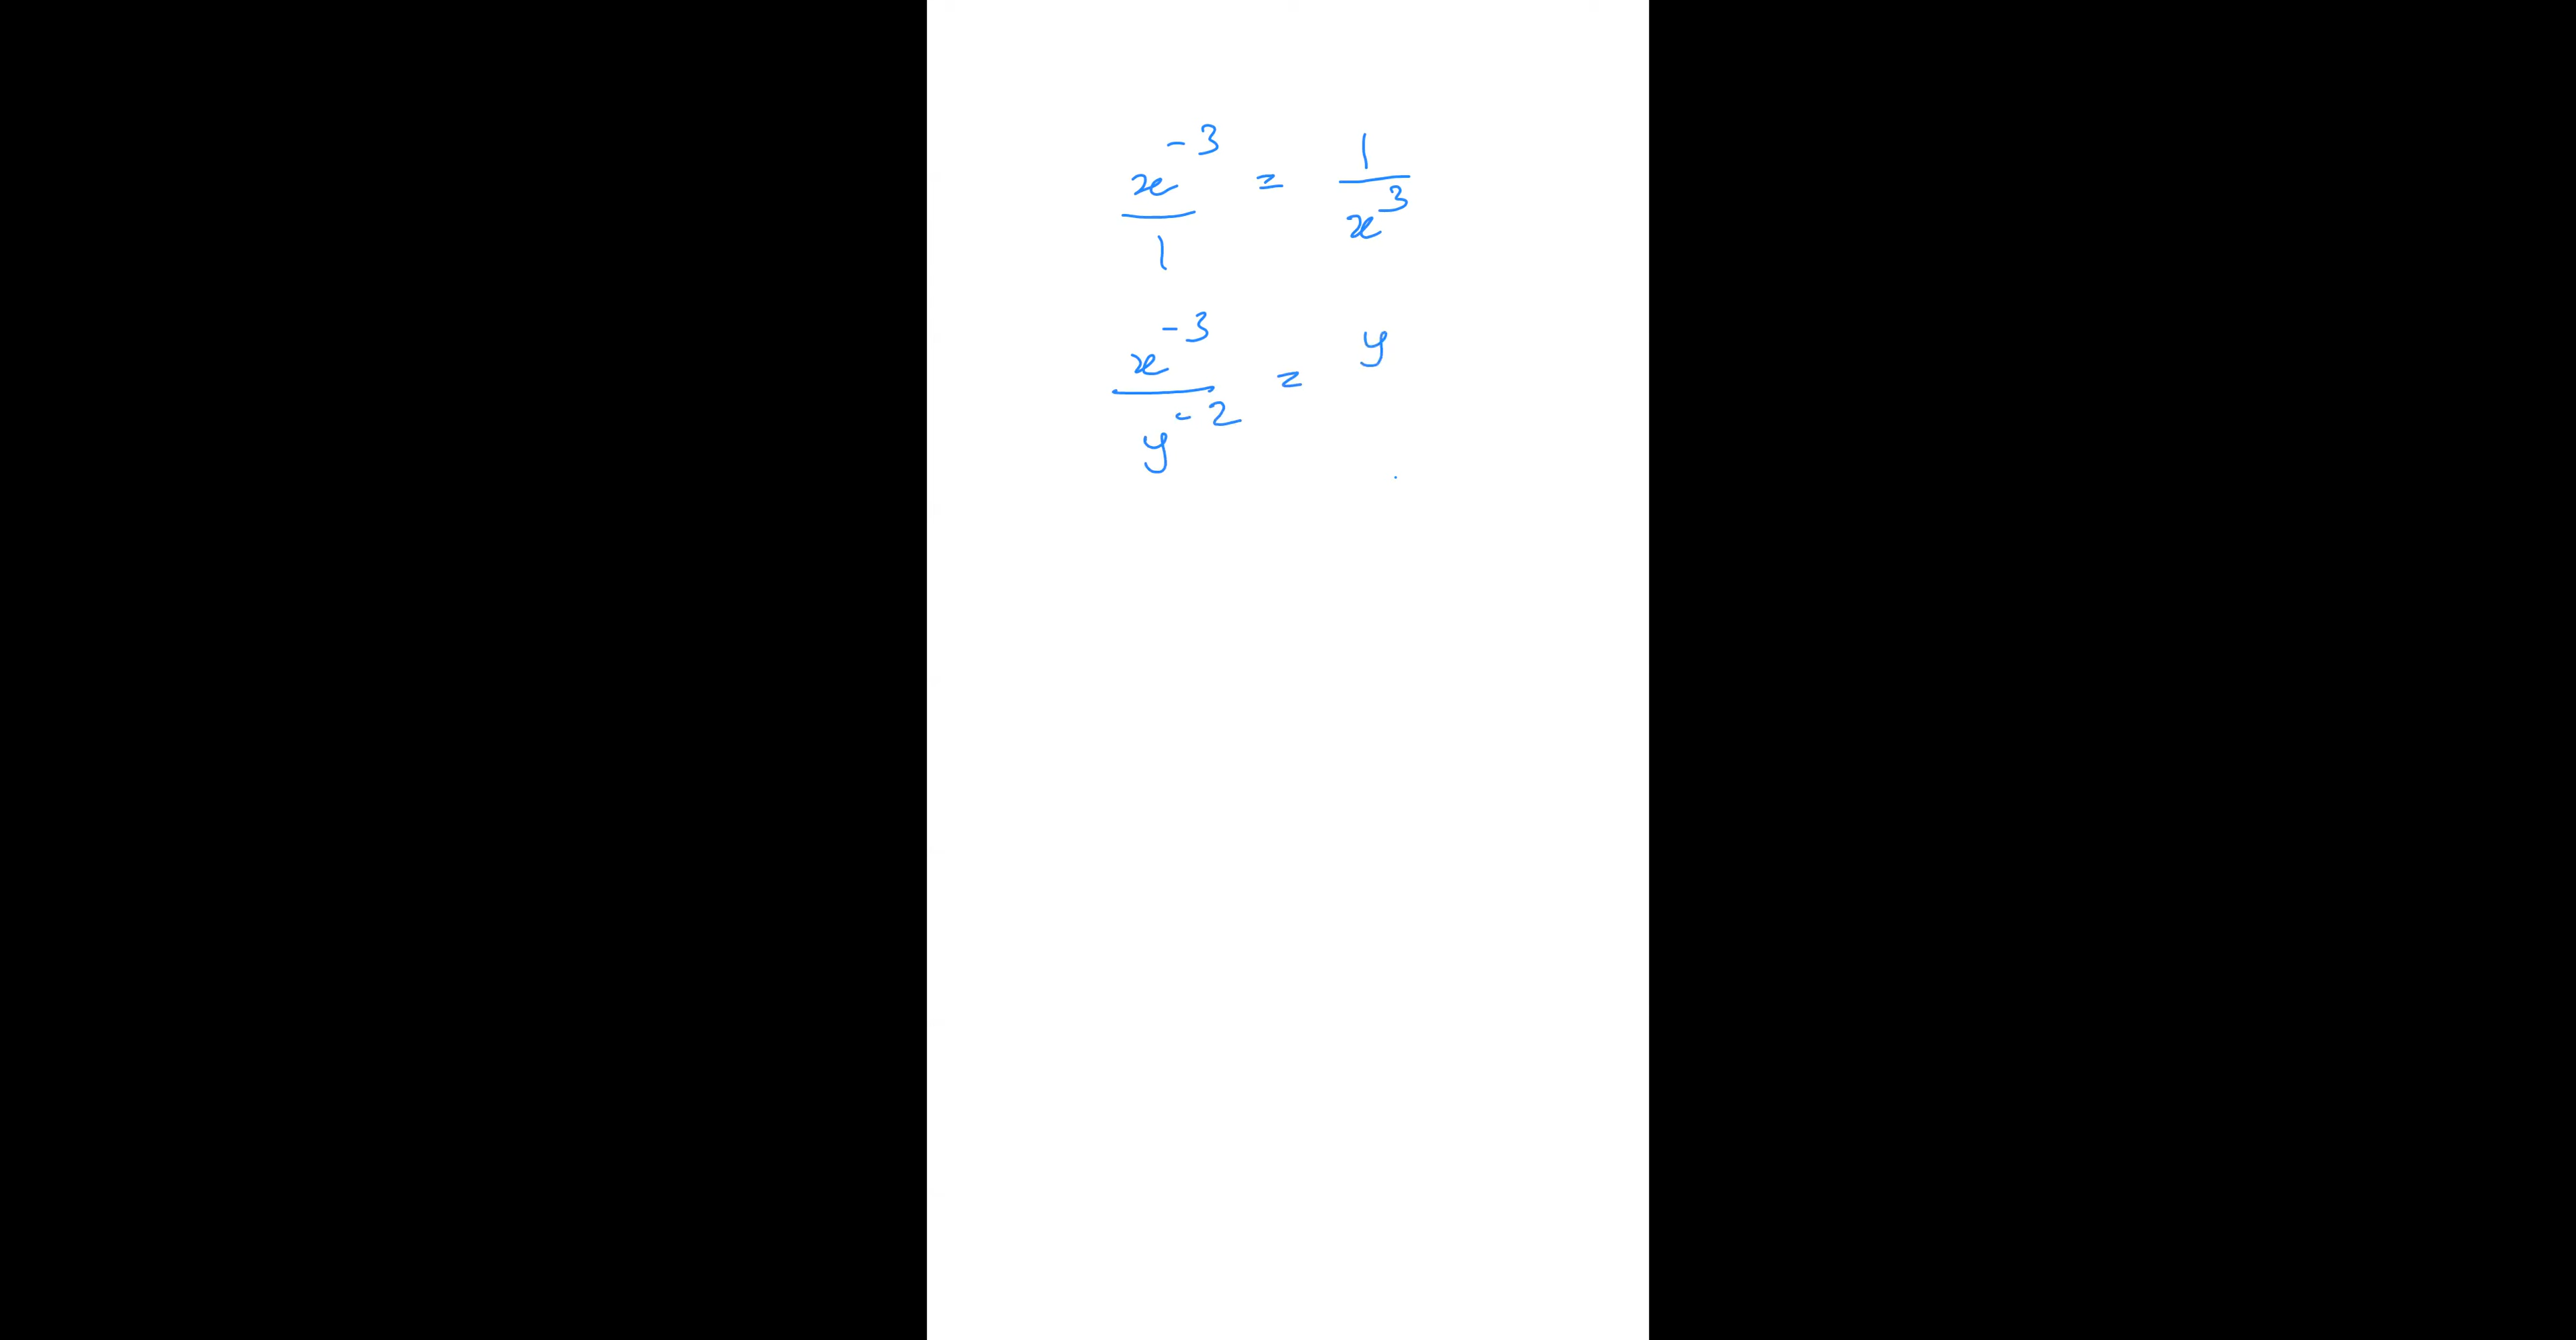 x^-3 / 1 = 1 / x^3
x^-3 / y^-2 = y